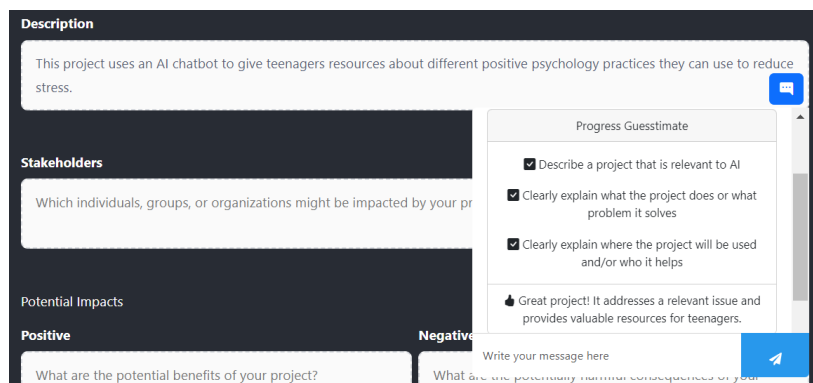 Description
This project uses an AI chatbot to give teenagers resources about different positive psychology practices they can use to reduce
stress.
Progress Guesstimate
Describe a project that is relevant to AI
Clearly explain what the project does or what
problem it solves
Clearly explain where the project will be used
and/or who it helps
Great project! It addresses a relevant issue and
provides valuable resources for teenagers.
Write your message here
Stakeholders
Which individuals, groups, or organizations might be impacted by your pr
Potential Impacts
Positive
What are the potential benefits of your project?
Negative
What are the potentially harmful consequences of your